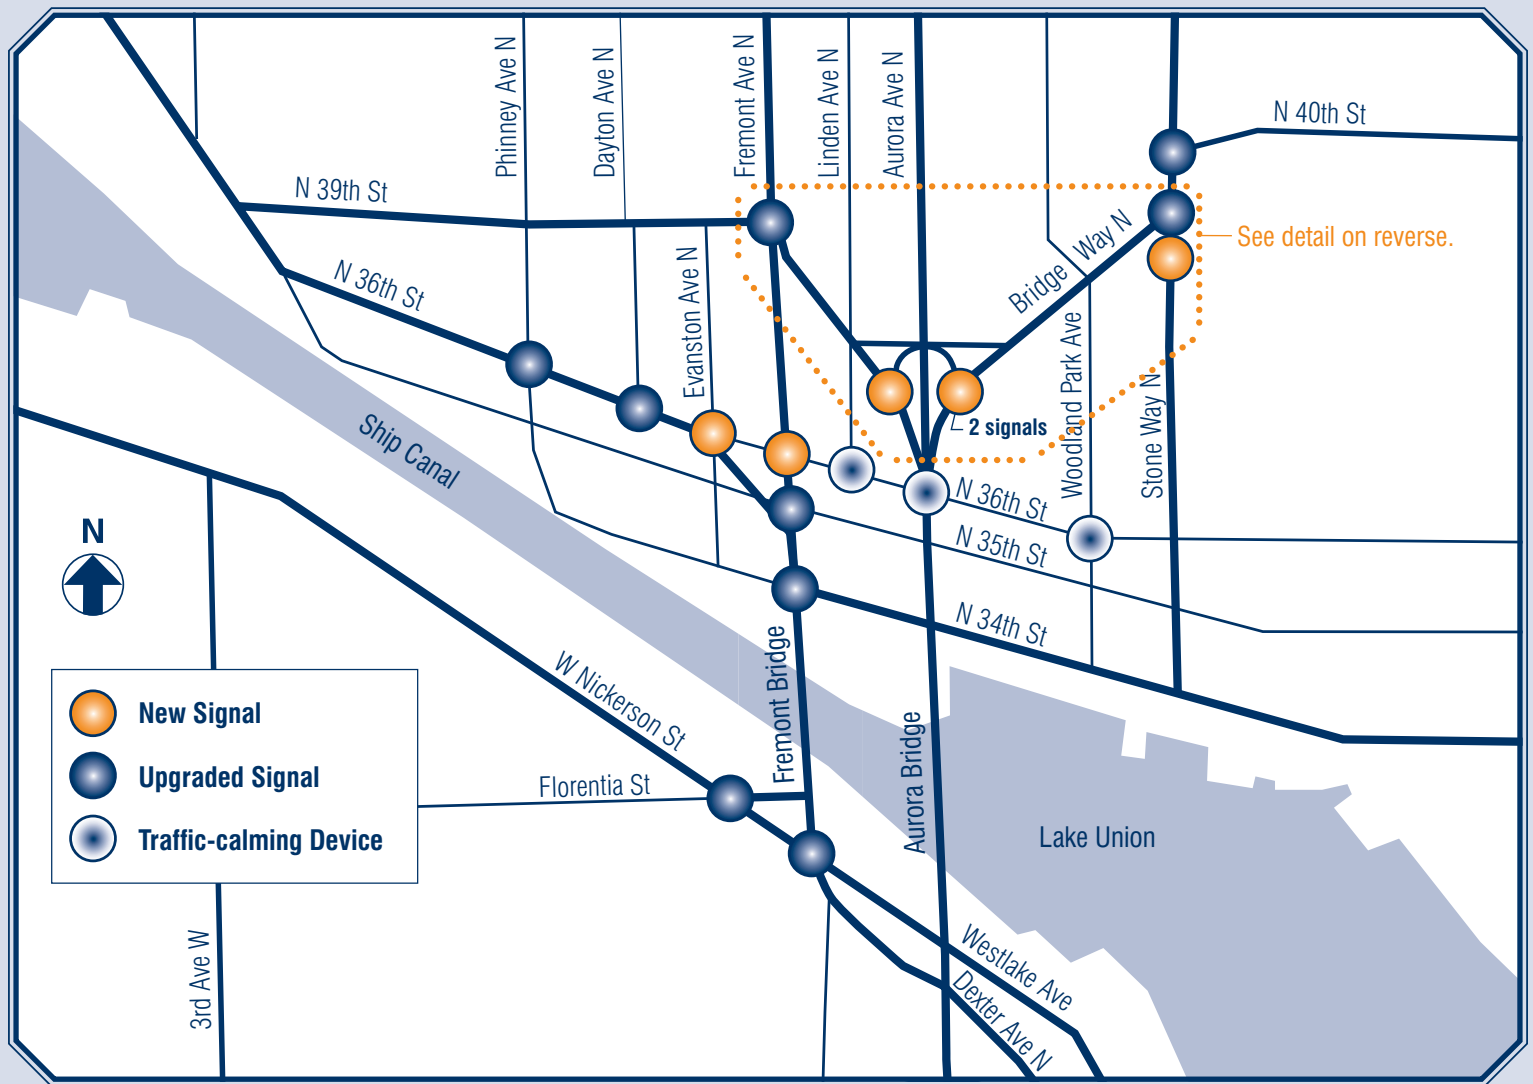 Phinney Ave N
Dayton Ave N
Fremont Ave N
Linden Ave N
Aurora Ave N
N 40th St
N 39th St
See detail on reverse.
Bridge Way N
N 36th St
Evanston Ave N
Woodland Park Ave
Stone Way N
2 signals
Ship Canal
N 36th St
N 35th St
N
N 34th St
W Nickerson St
Fremont Bridge
Aurora Bridge
New Signal
Upgraded Signal
Traffic-calming Device
Florentia St
Lake Union
3rd Ave W
Westlake Ave
Dexter Ave N